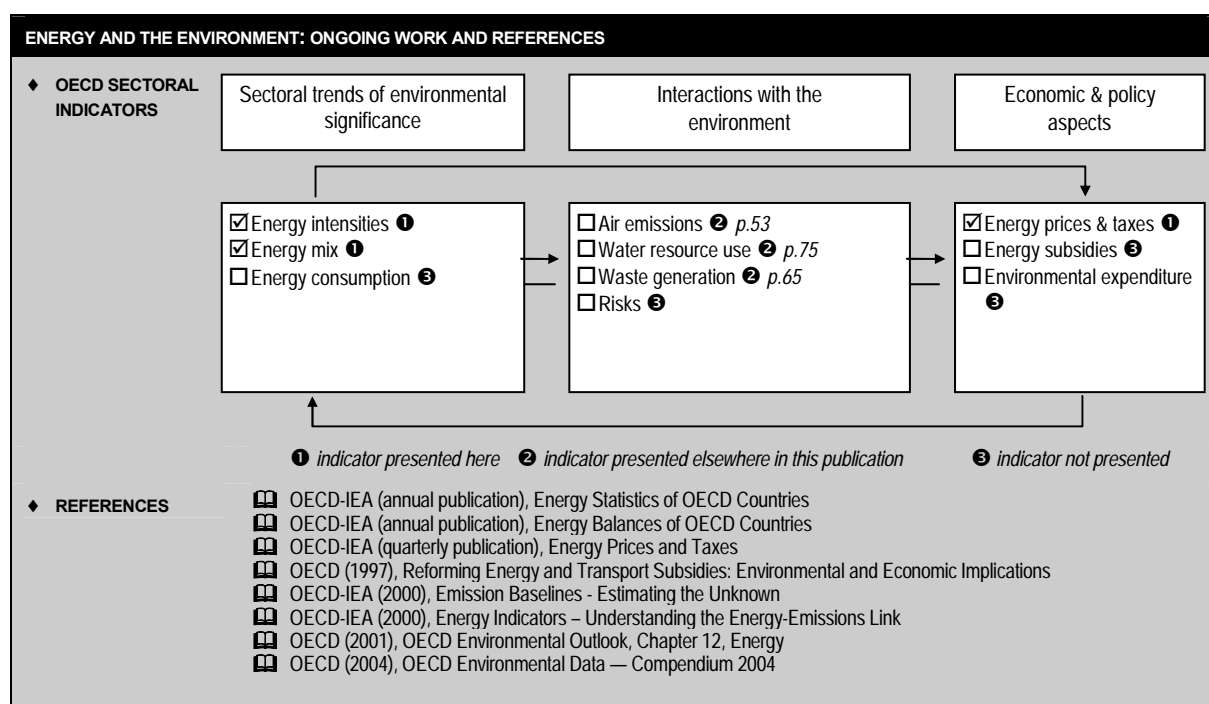 ENERGY AND THE ENVIRONMENT: ONGOING WORK AND REFERENCES
♦ OECD SECTORAL
INDICATORS
Sectoral trends of environmental
significance
Interactions with the
environment
Economic & policy
aspects
☑ Energy intensities ❶
☑ Energy mix ❶
☐ Energy consumption ❸
☐ Air emissions ❷ p.53
☐ Water resource use ❷ p.75
☐ Waste generation ❷ p.65
☐ Risks ❸
☑ Energy prices & taxes ❶
☐ Energy subsidies ❸
☐ Environmental expenditure
❸
❶ indicator presented here ❷ indicator presented elsewhere in this publication ❸ indicator not presented
♦ REFERENCES
OECD-IEA (annual publication), Energy Statistics of OECD Countries
OECD-IEA (annual publication), Energy Balances of OECD Countries
OECD-IEA (quarterly publication), Energy Prices and Taxes
OECD (1997), Reforming Energy and Transport Subsidies: Environmental and Economic Implications
OECD-IEA (2000), Emission Baselines - Estimating the Unknown
OECD-IEA (2000), Energy Indicators – Understanding the Energy-Emissions Link
OECD (2001), OECD Environmental Outlook, Chapter 12, Energy
OECD (2004), OECD Environmental Data — Compendium 2004